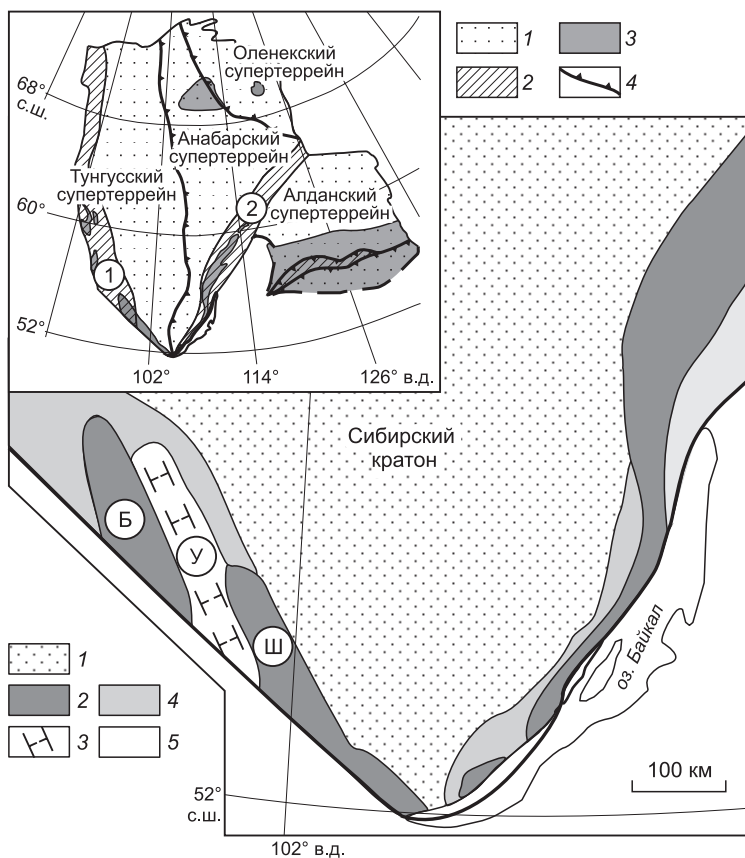 Оленекский
супертеррейн
68°
с.ш.
Анабарский
супертеррейн
Тунгусский
супертеррейн
60°
2
Алданский
супертеррейн
1
52°
102°
114°
126° в.д.
1
3
2
4
Сибирский
кратон
Б
У
Ш
оз. Байкал
1
2
4
3
5
100 км
52°
с.ш.
102° в.д.